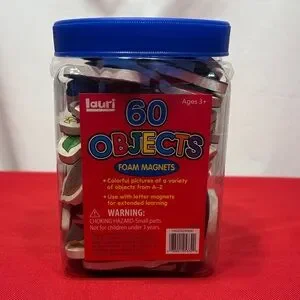 Lauri
Ages 3+
60
OBJECTS
FOAM MAGNETS
• Colorful pictures of a variety
of objects from A-Z
• Use with letter magnets
for extended learning
WARNING:
CHOKING HAZARD-Small parts
Not for children under 3 years